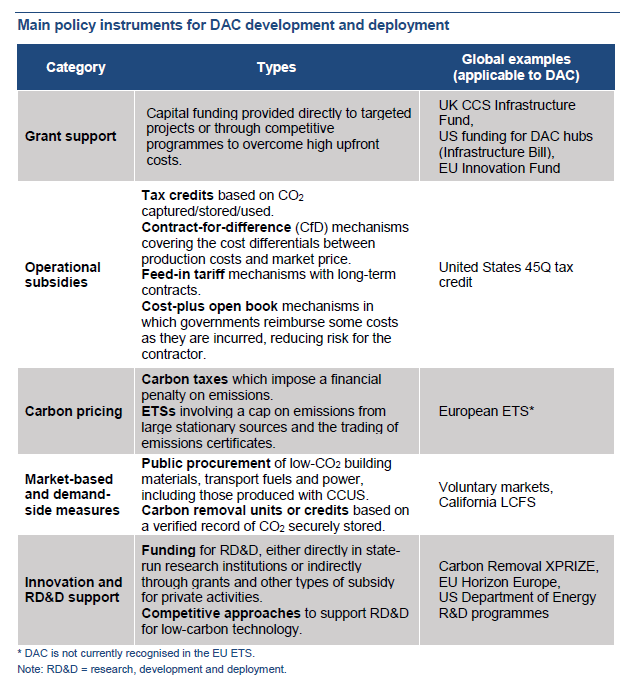 Main policy instruments for DAC development and deployment
Category
Types
Global examples
(applicable to DAC)
Grant support
Capital funding provided directly to targeted
projects or through competitive
programmes to overcome high upfront
costs.
UK CCS Infrastructure
Fund,
US funding for DAC hubs
(Infrastructure Bill),
EU Innovation Fund
Operational
subsidies
Tax credits based on CO₂
captured/stored/used.
Contract-for-difference (CfD) mechanisms
covering the cost differentials between
production costs and market price.
Feed-in tariff mechanisms with long-term
contracts.
Cost-plus open book mechanisms in
which governments reimburse some costs
as they are incurred, reducing risk for the
contractor.
United States 45Q tax
credit
Carbon pricing
Carbon taxes which impose a financial
penalty on emissions.
ETSs involving a cap on emissions from
large stationary sources and the trading of
emissions certificates.
European ETS*
Market-based
and demand-
side measures
Public procurement of low-CO₂ building
materials, transport fuels and power,
including those produced with CCUS.
Carbon removal units or credits based on
a verified record of CO₂ securely stored.
Voluntary markets,
California LCFS
Innovation and
RD&D support
Funding for RD&D, either directly in state-
run research institutions or indirectly
through grants and other types of subsidy
for private activities.
Competitive approaches to support RD&D
for low-carbon technology.
Carbon Removal XPRIZE,
EU Horizon Europe,
US Department of Energy
R&D programmes
* DAC is not currently recognised in the EU ETS.
Note: RD&D = research, development and deployment.